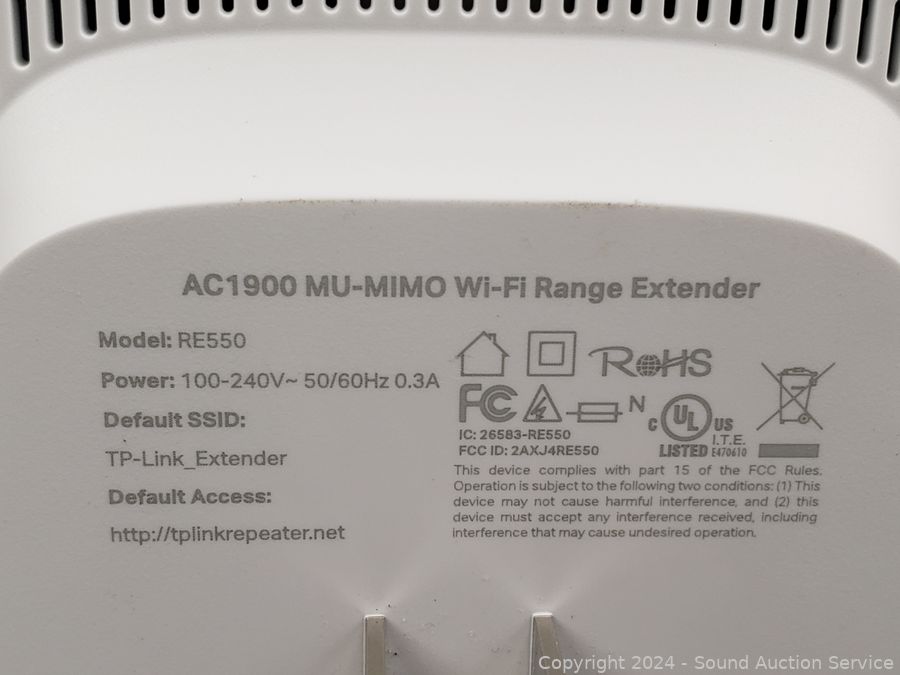 AC1900 MU-MIMO Wi-Fi Range Extender
Model: RE550
Power: 100-240V~ 50/60Hz 0.3A
Default SSID:
TP-Link_Extender
Default Access:
http://tplinkrepeater.net
RoHS
FC
N
c UL US
LISTED I.T.E. E470610
IC: 26583-RE550
FCC ID: 2AXJ4RE550
This device complies with part 15 of the FCC Rules.
Operation is subject to the following two conditions: (1) This
device may not cause harmful interference, and (2) this
device must accept any interference received, including
interference that may cause undesired operation.
Copyright 2024 - Sound Auction Service